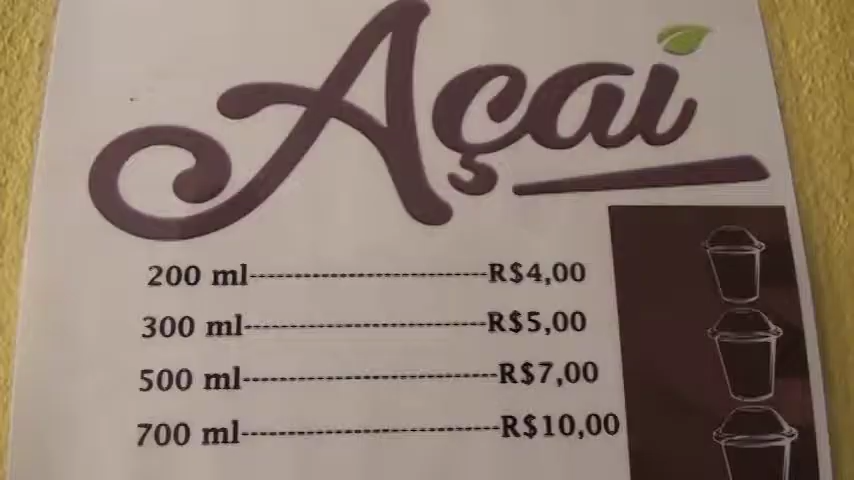 Açaí
200 ml------------------------R$4,00
300 ml------------------------R$5,00
500 ml-------------------------R$7,00
700 ml-------------------------R$10,00